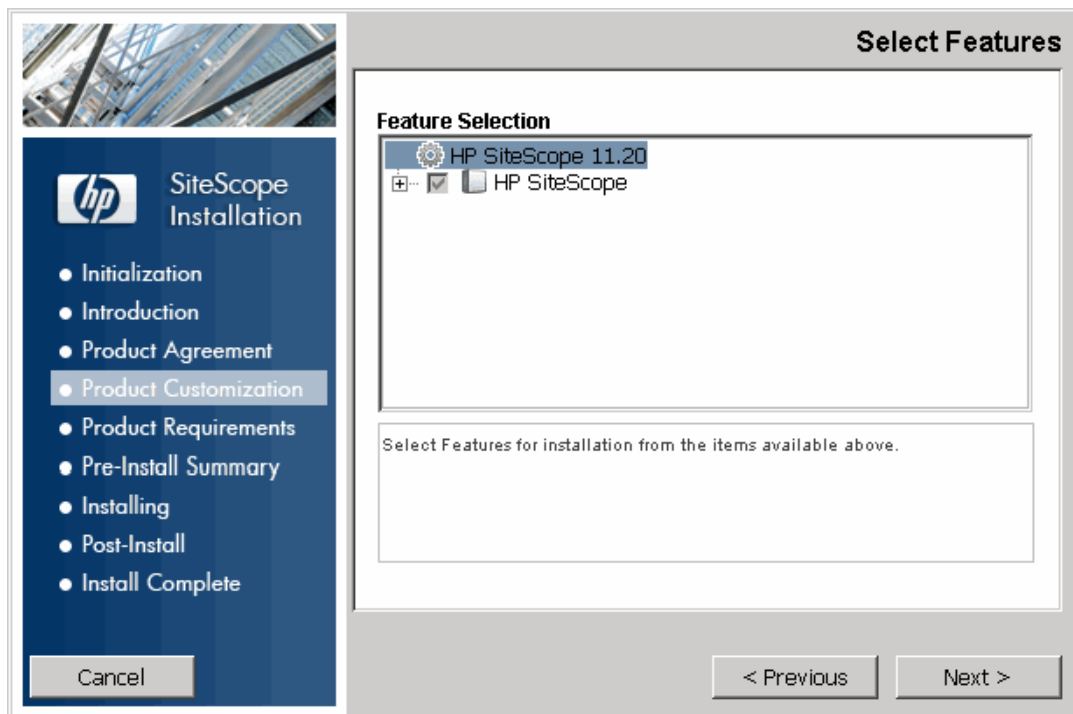 Select Features
hp
SiteScope
Installation
Initialization
Introduction
Product Agreement
Product Customization
Product Requirements
Pre-Install Summary
Installing
Post-Install
Install Complete
Cancel
Feature Selection
HP SiteScope 11.20
HP SiteScope
Select Features for installation from the items available above.
< Previous
Next >